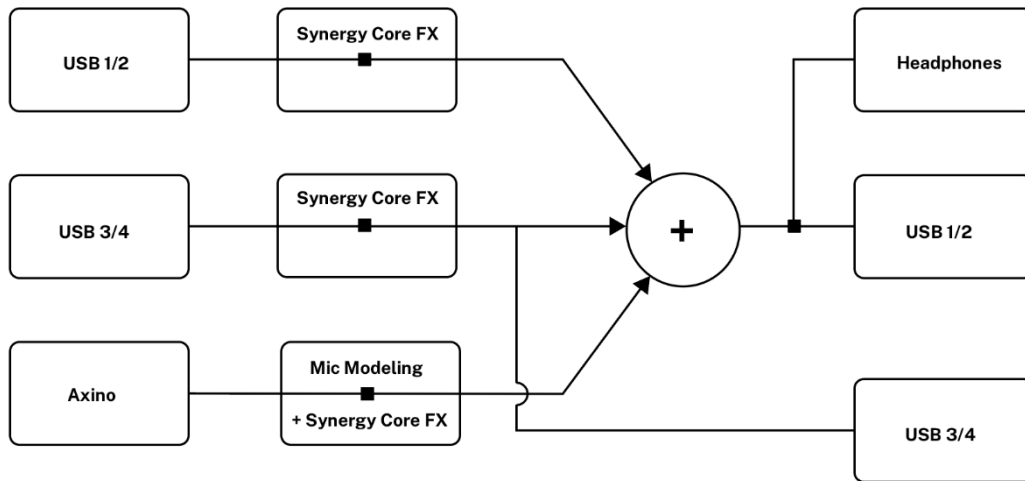 USB 1/2
Synergy Core FX
Headphones
USB 3/4
Synergy Core FX
+
USB 1/2
Axino
Mic Modeling
+ Synergy Core FX
USB 3/4